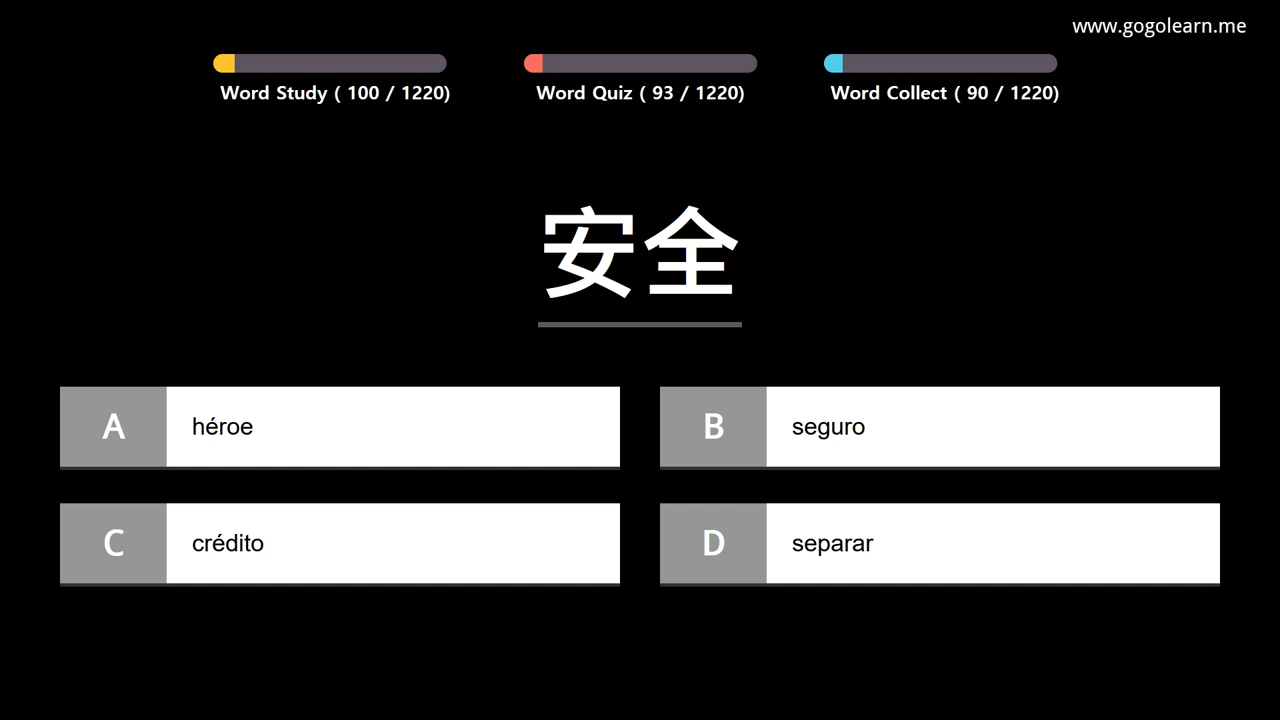 www.gogolearn.me
Word Study ( 100 / 1220)
Word Quiz ( 93 / 1220)
Word Collect ( 90 / 1220)
安全
A héroe
B seguro
C crédito
D separar